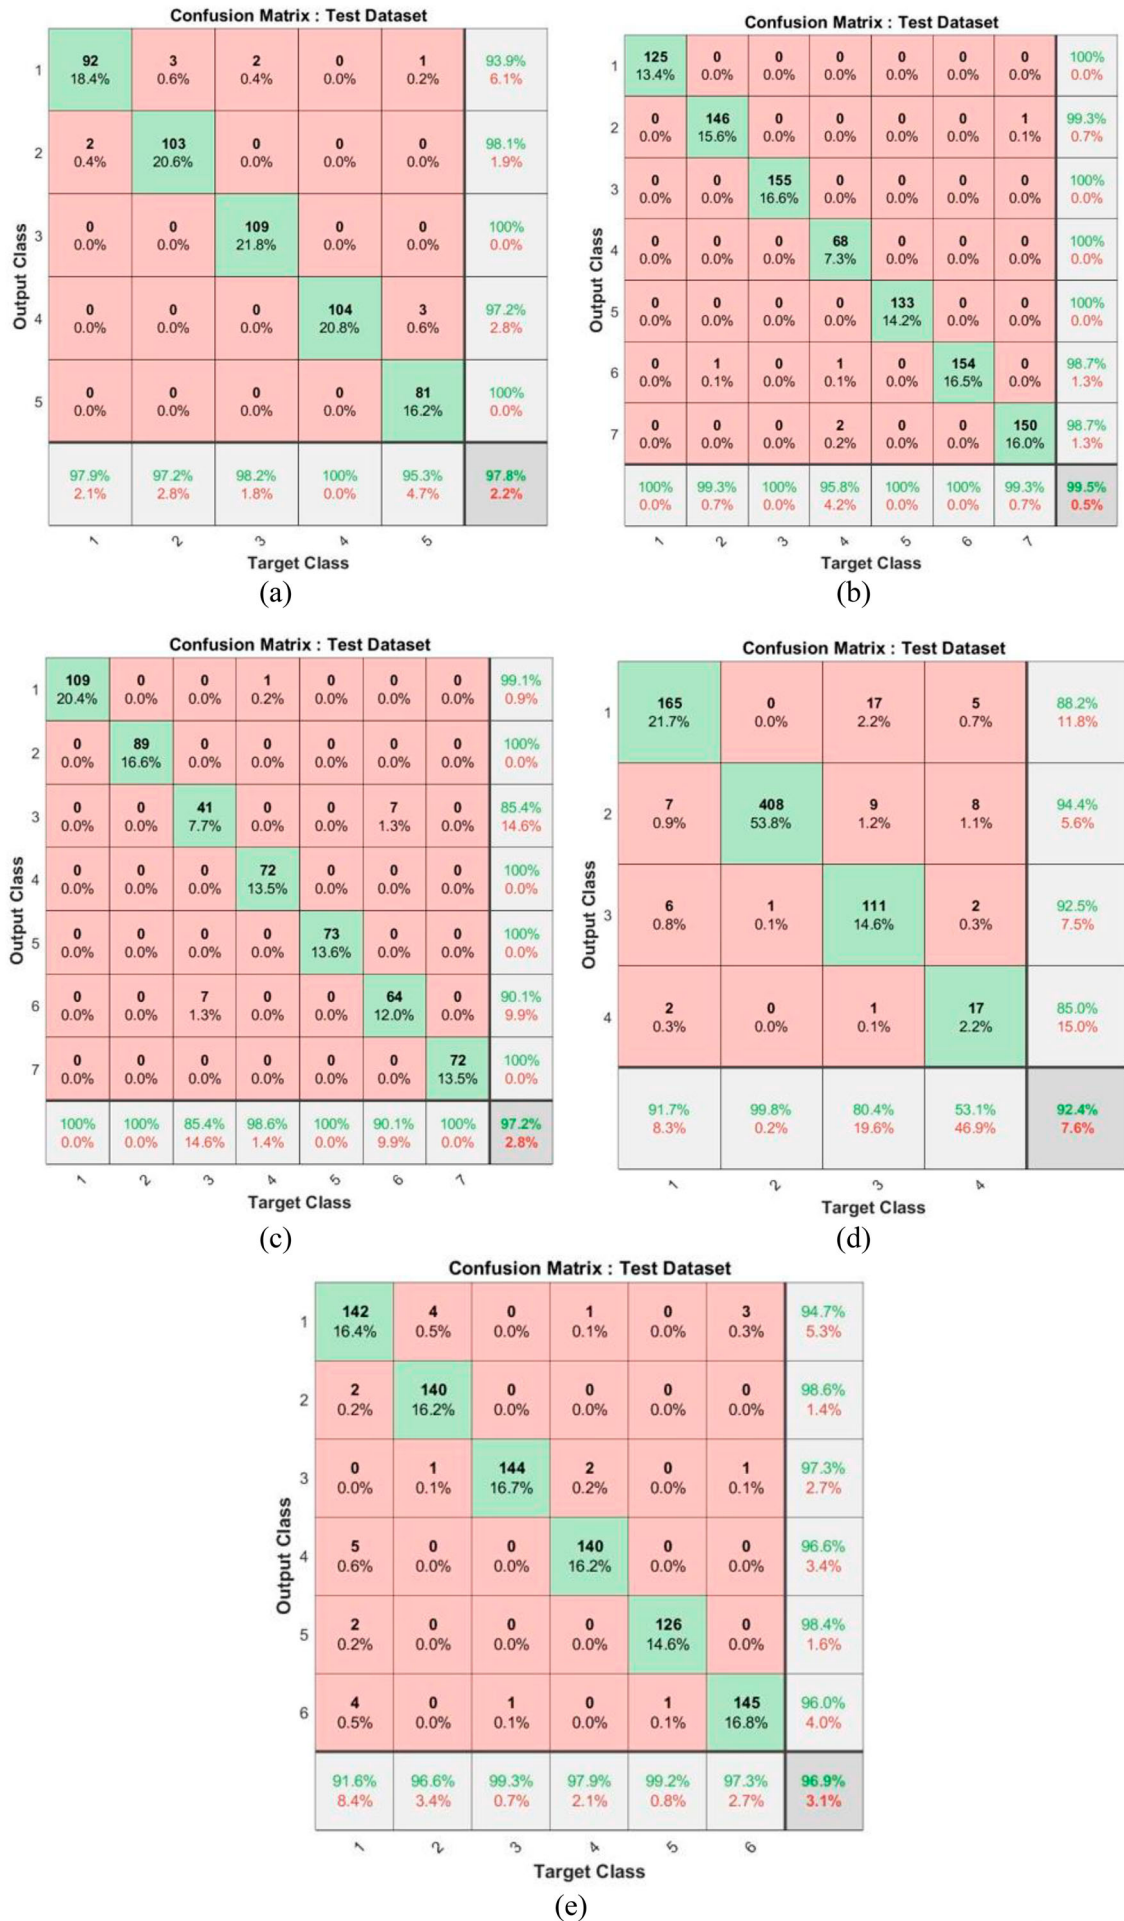 Confusion Matrix : Test Dataset
1 92 3 2 0 1 93.9%
18.4% 0.6% 0.4% 0.0% 0.2% 6.1%
2 2 103 0 0 0 98.1%
0.4% 20.6% 0.0% 0.0% 0.0% 1.9%
3 0 0 109 0 0 100%
0.0% 0.0% 21.8% 0.0% 0.0% 0.0%
4 0 0 0 104 3 97.2%
0.0% 0.0% 0.0% 20.8% 0.6% 2.8%
5 0 0 0 0 81 100%
0.0% 0.0% 0.0% 0.0% 16.2% 0.0%
97.9% 97.2% 98.2% 100% 95.3% 97.8%
2.1% 2.8% 1.8% 0.0% 4.7% 2.2%
1 2 3 4 5
Output Class
Target Class
(a)
Confusion Matrix : Test Dataset
1 125 0 0 0 0 0 0 100%
13.4% 0.0% 0.0% 0.0% 0.0% 0.0% 0.0% 0.0%
2 0 146 0 0 0 0 1 99.3%
0.0% 15.6% 0.0% 0.0% 0.0% 0.0% 0.1% 0.7%
3 0 0 155 0 0 0 0 100%
0.0% 0.0% 16.6% 0.0% 0.0% 0.0% 0.0% 0.0%
4 0 0 0 68 0 0 0 100%
0.0% 0.0% 0.0% 7.3% 0.0% 0.0% 0.0% 0.0%
5 0 0 0 0 133 0 0 100%
0.0% 0.0% 0.0% 0.0% 14.2% 0.0% 0.0% 0.0%
6 0 1 0 1 0 154 0 98.7%
0.0% 0.1% 0.0% 0.1% 0.0% 16.5% 0.0% 1.3%
7 0 0 0 2 0 0 150 98.7%
0.0% 0.0% 0.0% 0.2% 0.0% 0.0% 16.0% 1.3%
100% 99.3% 100% 95.8% 100% 100% 99.3% 99.5%
0.0% 0.7% 0.0% 4.2% 0.0% 0.0% 0.7% 0.5%
1 2 3 4 5 6 7
Output Class
Target Class
(b)
Confusion Matrix : Test Dataset
1 109 0 0 1 0 0 0 99.1%
20.4% 0.0% 0.0% 0.2% 0.0% 0.0% 0.0% 0.9%
2 0 89 0 0 0 0 0 100%
0.0% 16.6% 0.0% 0.0% 0.0% 0.0% 0.0% 0.0%
3 0 0 41 0 0 7 0 85.4%
0.0% 0.0% 7.7% 0.0% 0.0% 1.3% 0.0% 14.6%
4 0 0 0 72 0 0 0 100%
0.0% 0.0% 0.0% 13.5% 0.0% 0.0% 0.0% 0.0%
5 0 0 0 0 73 0 0 100%
0.0% 0.0% 0.0% 0.0% 13.6% 0.0% 0.0% 0.0%
6 0 0 7 0 0 64 0 90.1%
0.0% 0.0% 1.3% 0.0% 0.0% 12.0% 0.0% 9.9%
7 0 0 0 0 0 0 72 100%
0.0% 0.0% 0.0% 0.0% 0.0% 0.0% 13.5% 0.0%
100% 100% 85.4% 98.6% 100% 90.1% 100% 97.2%
0.0% 0.0% 14.6% 1.4% 0.0% 9.9% 0.0% 2.8%
1 2 3 4 5 6 7
Output Class
Target Class
(c)
Confusion Matrix : Test Dataset
1 165 0 17 5 88.2%
21.7% 0.0% 2.2% 0.7% 11.8%
2 7 408 9 8 94.4%
0.9% 53.8% 1.2% 1.1% 5.6%
3 6 1 111 2 92.5%
0.8% 0.1% 14.6% 0.3% 7.5%
4 2 0 1 17 85.0%
0.3% 0.0% 0.1% 2.2% 15.0%
91.7% 99.8% 80.4% 53.1% 92.4%
8.3% 0.2% 19.6% 46.9% 7.6%
1 2 3 4
Output Class
Target Class
(d)
Confusion Matrix : Test Dataset
1 142 4 0 1 0 3 94.7%
16.4% 0.5% 0.0% 0.1% 0.0% 0.3% 5.3%
2 2 140 0 0 0 0 98.6%
0.2% 16.2% 0.0% 0.0% 0.0% 0.0% 1.4%
3 0 1 144 2 0 1 97.3%
0.0% 0.1% 16.7% 0.2% 0.0% 0.1% 2.7%
4 5 0 0 140 0 0 96.6%
0.6% 0.0% 0.0% 16.2% 0.0% 0.0% 3.4%
5 2 0 0 0 126 0 98.4%
0.2% 0.0% 0.0% 0.0% 14.6% 0.0% 1.6%
6 4 0 1 0 1 145 96.0%
0.5% 0.0% 0.1% 0.0% 0.1% 16.8% 4.0%
91.6% 96.6% 99.3% 97.9% 99.2% 97.3% 96.9%
8.4% 3.4% 0.7% 2.1% 0.8% 2.7% 3.1%
1 2 3 4 5 6
Output Class
Target Class
(e)